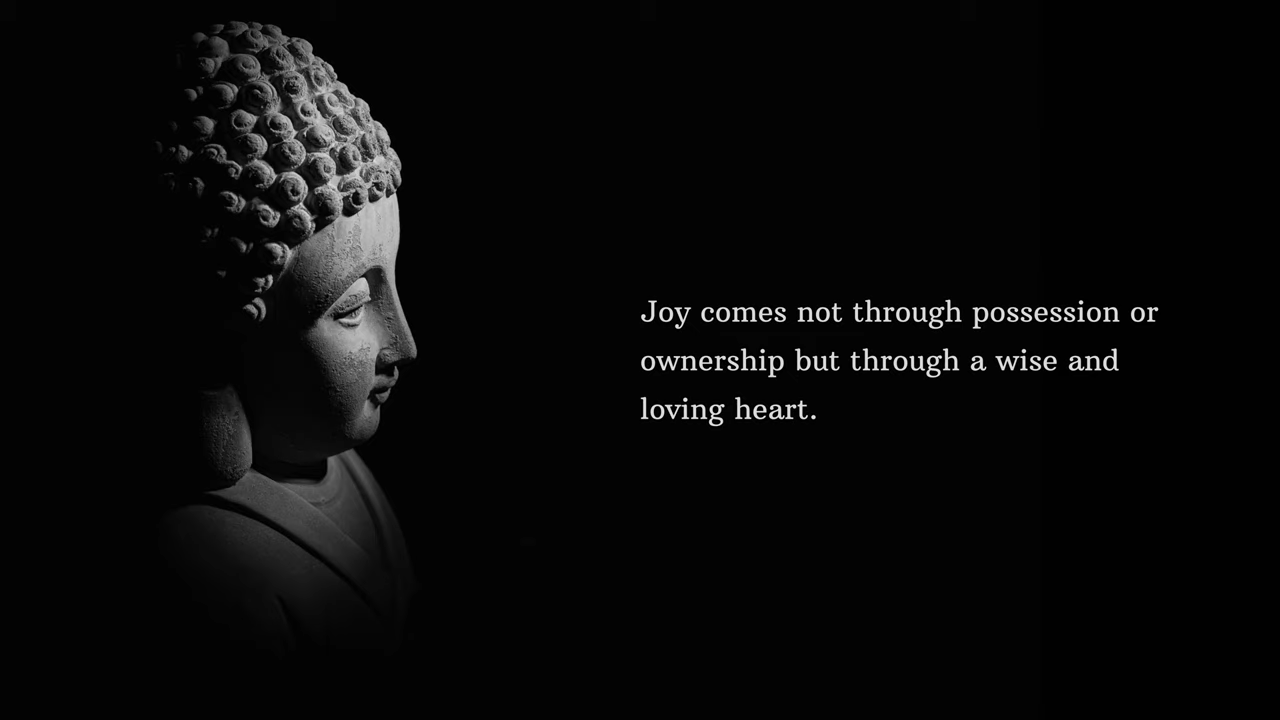 Joy comes not through possession or
ownership but through a wise and
loving heart.